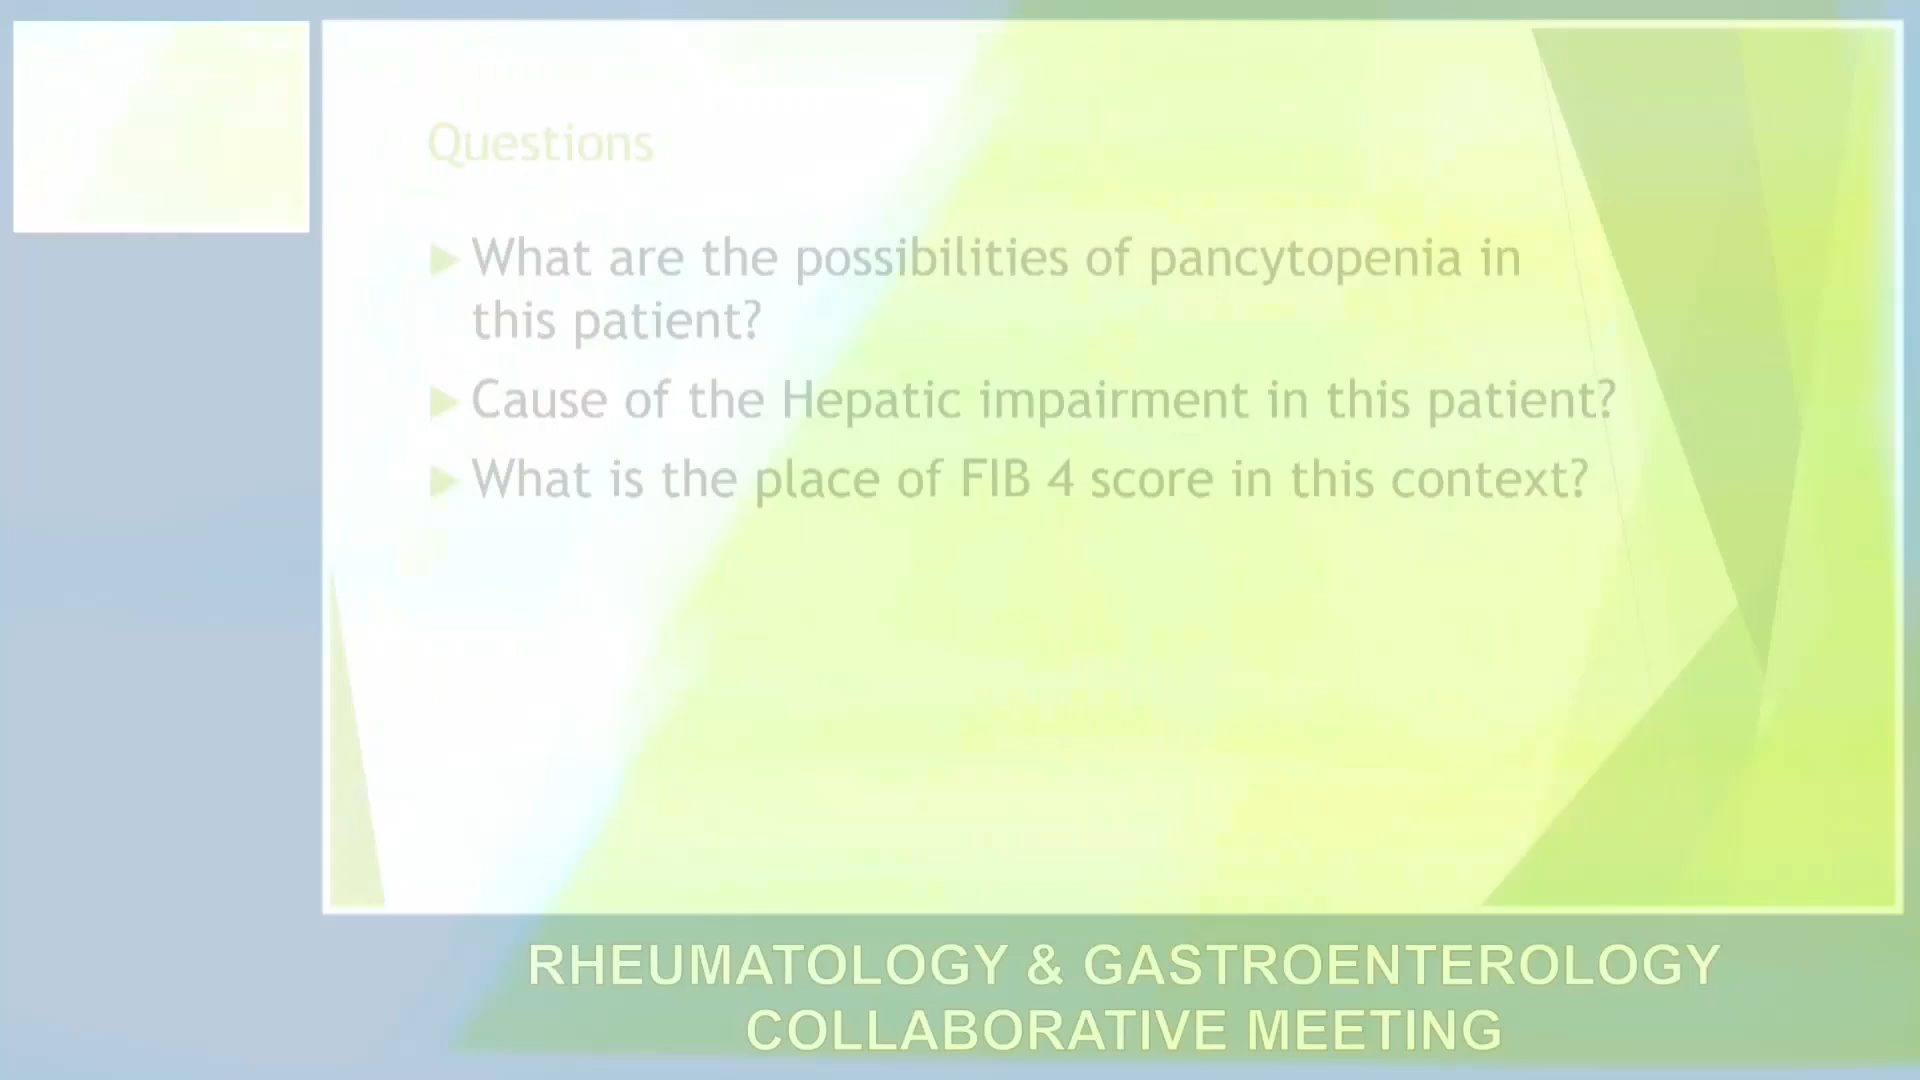 Questions
What are the possibilities of pancytopenia in
this patient?
Cause of the Hepatic impairment in this patient?
What is the place of FIB 4 score in this context?
RHEUMATOLOGY & GASTROENTEROLOGY
COLLABORATIVE MEETING